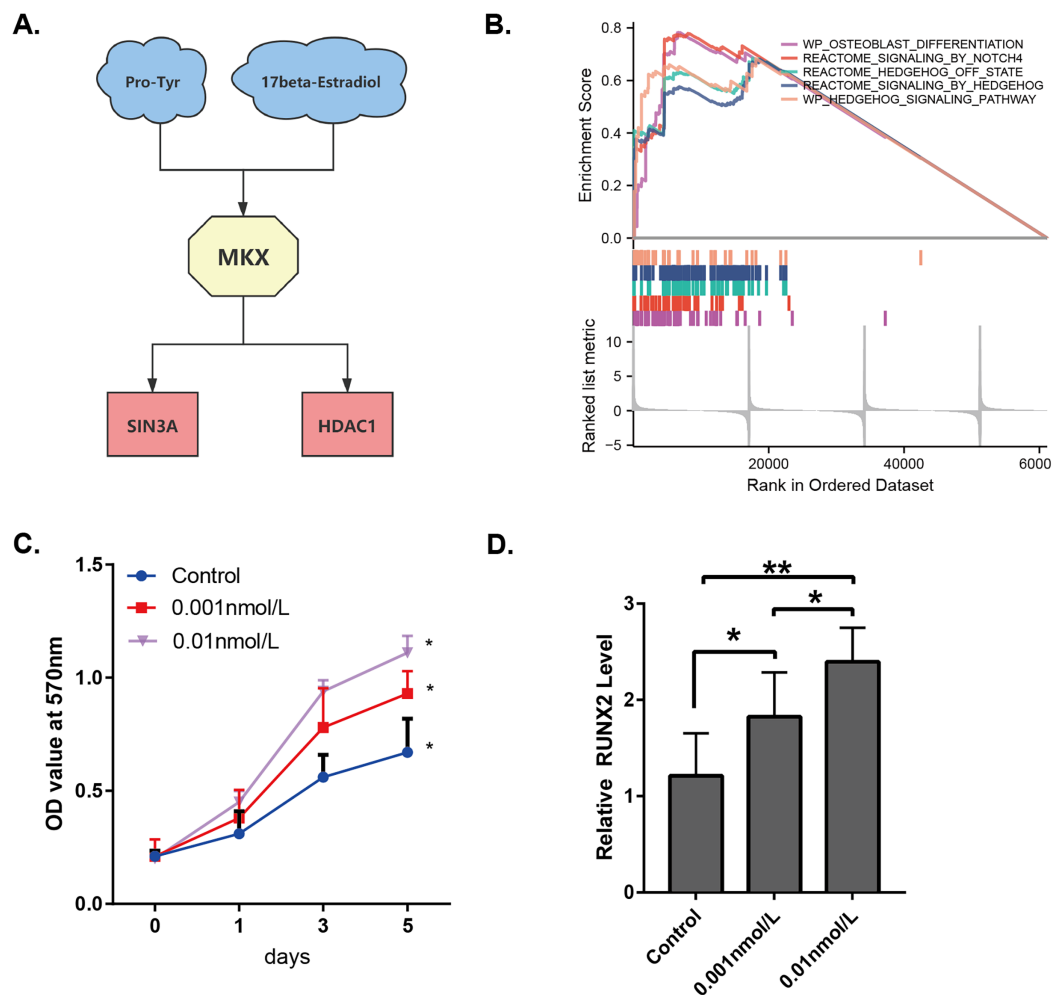 A.
Pro-Tyr
17beta-Estradiol
MKX
SIN3A
HDAC1
B.
Enrichment Score
0.8
0.6
0.4
0.2
0.0
WP_OSTEOBLAST_DIFFERENTIATION
REACTOME_SIGNALING_BY_NOTCH4
REACTOME_HEDGEHOG_OFF_STATE
REACTOME_SIGNALING_BY_HEDGEHOG
WP_HEDGEHOG_SIGNALING_PATHWAY
Ranked list metric
10
5
0
−5
20000
40000
6000
Rank in Ordered Dataset
C.
OD value at 570nm
1.5
1.0
0.5
0.0
Control
0.001nmol/L
0.01nmol/L
*
*
*
0
1
3
5
days
D.
Relative RUNX2 Level
3
2
1
0
**
*
*
Control
0.001nmol/L
0.01nmol/L